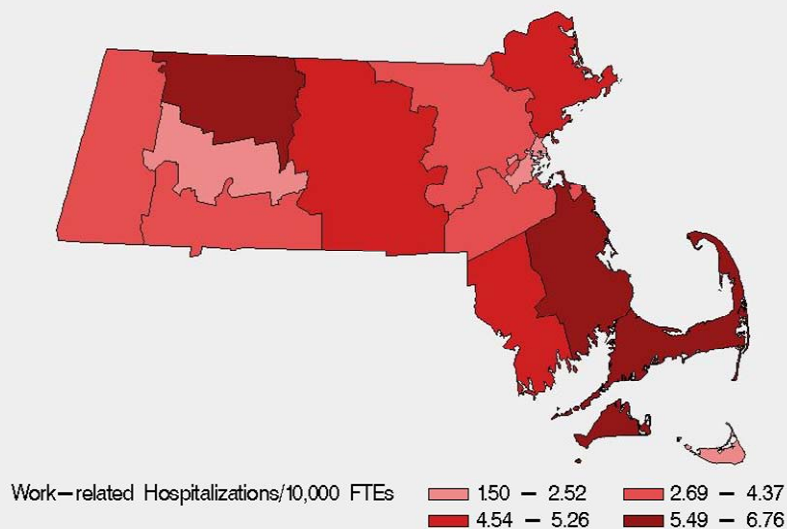 Work-related Hospitalizations/10,000 FTEs
1.50 - 2.52
2.69 - 4.37
4.54 - 5.26
5.49 - 6.76